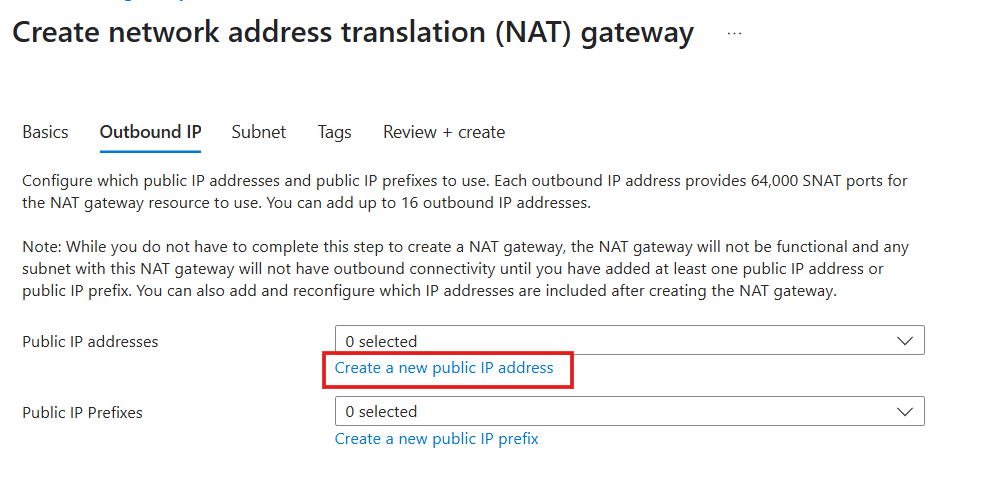 Create network address translation (NAT) gateway ...
Basics Outbound IP Subnet Tags Review + create
Configure which public IP addresses and public IP prefixes to use. Each outbound IP address provides 64,000 SNAT ports for
the NAT gateway resource to use. You can add up to 16 outbound IP addresses.
Note: While you do not have to complete this step to create a NAT gateway, the NAT gateway will not be functional and any
subnet with this NAT gateway will not have outbound connectivity until you have added at least one public IP address or
public IP prefix. You can also add and reconfigure which IP addresses are included after creating the NAT gateway.
Public IP addresses 0 selected
Create a new public IP address
Public IP Prefixes 0 selected
Create a new public IP prefix